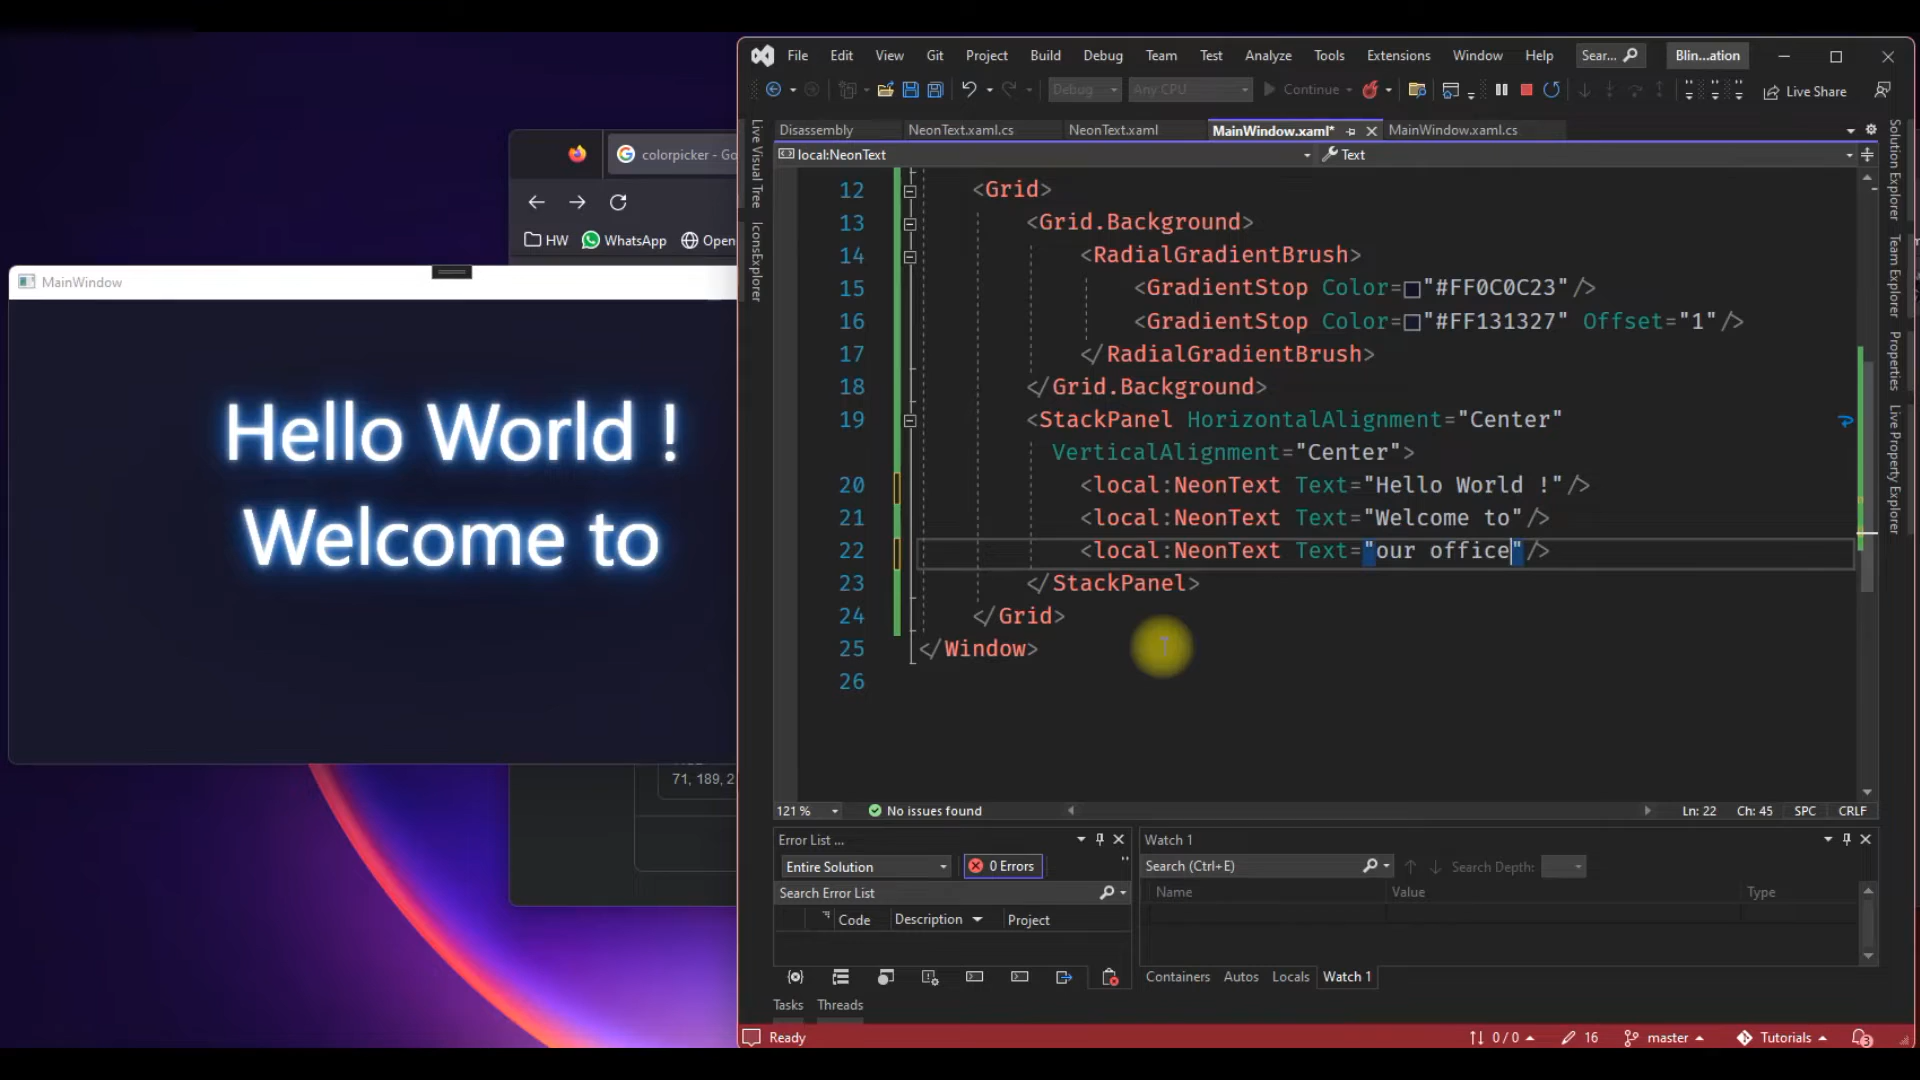 File Edit View Git Project Build Debug Team Test Analyze Tools Extensions Window Help Sear... Blin...ation
Debug Any CPU Continue Live Share
Disassembly NeonText.xaml.cs NeonText.xaml MainWindow.xaml* MainWindow.xaml.cs
local:NeonText Text
colorpicker - Go
HW WhatsApp Open
MainWindow
Hello World !
Welcome to
71, 189, 2
Live Visual Tree
IconsExplorer
12 <Grid>
13 <Grid.Background>
14 <RadialGradientBrush>
15 <GradientStop Color="#FF0C0C23"/>
16 <GradientStop Color="#FF131327" Offset="1"/>
17 </RadialGradientBrush>
18 </Grid.Background>
19 <StackPanel HorizontalAlignment="Center"
VerticalAlignment="Center">
20 <local:NeonText Text="Hello World !"/>
21 <local:NeonText Text="Welcome to"/>
22 <local:NeonText Text="our office"/>
23 </StackPanel>
24 </Grid>
25 </Window>
26
Solution Explorer
Team Explorer
Properties
Live Property Explorer
121 % No issues found Ln: 22 Ch: 45 SPC CRLF
Error List ...
Entire Solution 0 Errors
Search Error List
Code Description Project
Watch 1
Search (Ctrl+E) Search Depth:
Name Value Type
Containers Autos Locals Watch 1
Tasks Threads
Ready 0 / 0 16 master Tutorials 3